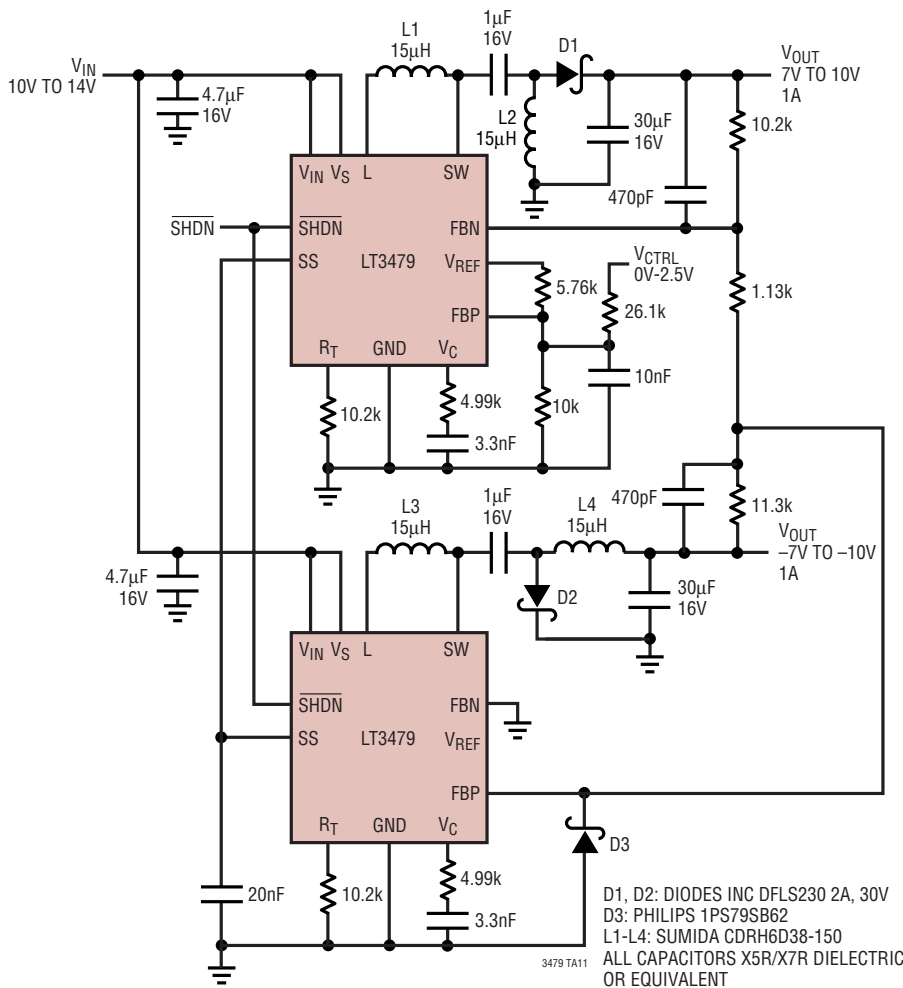 VIN
10V TO 14V
4.7µF
16V
L1
15µH
1µF
16V
D1
L2
15µH
30µF
16V
VOUT
7V TO 10V
1A
10.2k
470pF
VIN VS L SW
SHDN
SHDN
FBN
SS
LT3479
VREF
VCTRL
0V-2.5V
5.76k
26.1k
1.13k
FBP
RT GND VC
10nF
10.2k
4.99k
10k
3.3nF
470pF
11.3k
L3
15µH
1µF
16V
L4
15µH
VOUT
–7V TO –10V
1A
4.7µF
16V
D2
30µF
16V
VIN VS L SW
SHDN
FBN
SS
LT3479
VREF
FBP
RT GND VC
D3
20nF
10.2k
4.99k
3.3nF
D1, D2: DIODES INC DFLS230 2A, 30V
D3: PHILIPS 1PS79SB62
L1-L4: SUMIDA CDRH6D38-150
ALL CAPACITORS X5R/X7R DIELECTRIC
OR EQUIVALENT
3479 TA11